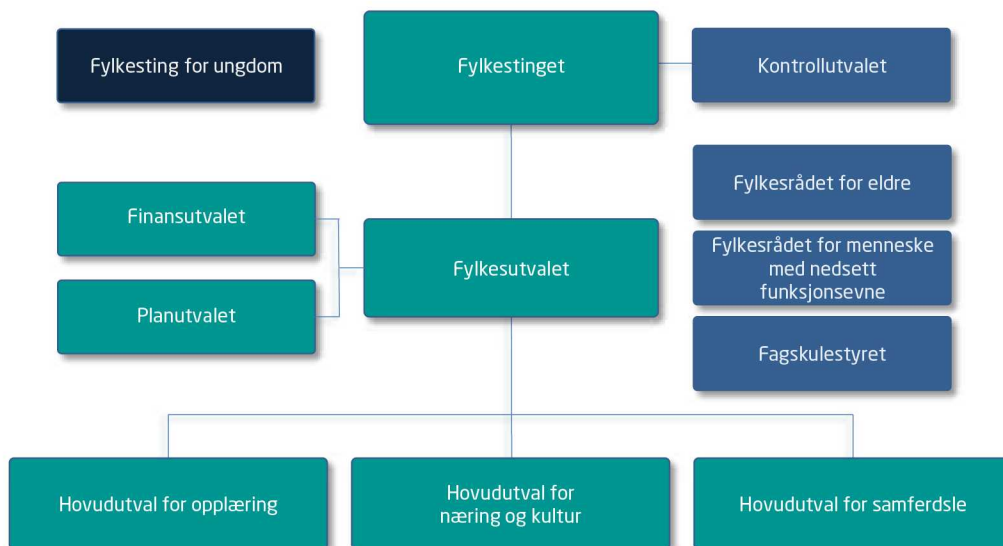 Fylkesting for ungdom
Fylkestinget
Kontrollutvalet
Fylkesrådet for eldre
Finansutvalet
Fylkesutvalet
Fylkesrådet for menneske
med nedsett
funksjonsevne
Planutvalet
Fagskulestyret
Hovudutval for opplæring
Hovudutval for
næring og kultur
Hovudutval for samferdsle